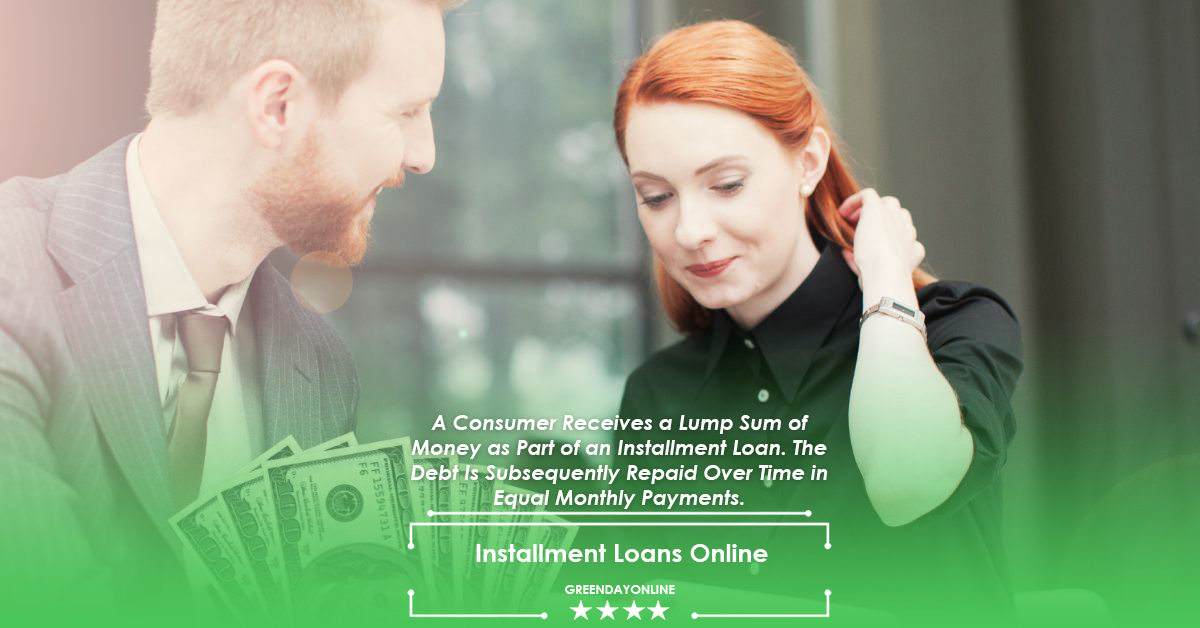 A Consumer Receives a Lump Sum of
Money as Part of an Installment Loan. The
Debt Is Subsequently Repaid Over Time in
Equal Monthly Payments.
Installment Loans Online
GREENDAYONLINE